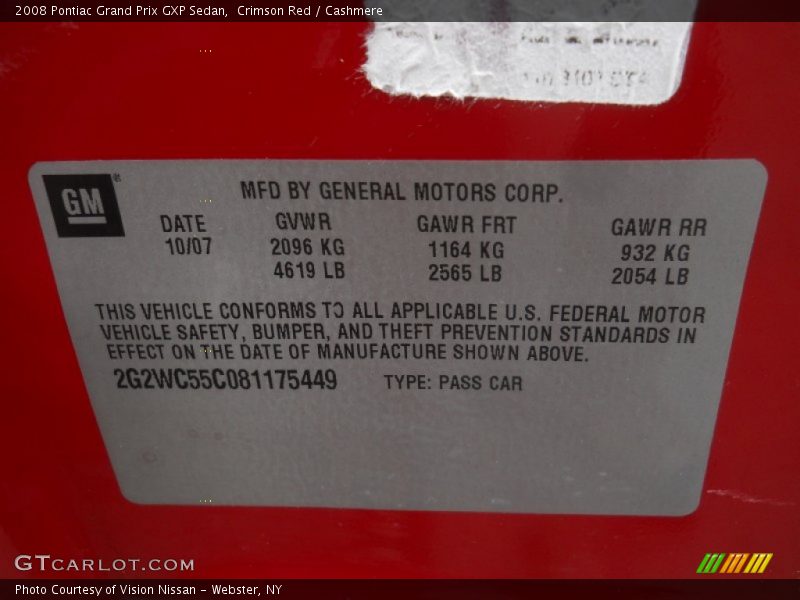 2008 Pontiac Grand Prix GXP Sedan,  Crimson Red / Cashmere
GM
MFD BY GENERAL MOTORS CORP.
DATE GVWR GAWR FRT GAWR RR
10/07 2096 KG 1164 KG 932 KG
4619 LB 2565 LB 2054 LB
THIS VEHICLE CONFORMS TO ALL APPLICABLE U.S. FEDERAL MOTOR
VEHICLE SAFETY, BUMPER, AND THEFT PREVENTION STANDARDS IN
EFFECT ON THE DATE OF MANUFACTURE SHOWN ABOVE.
2G2WC55C081175449 TYPE: PASS CAR
GTCARLOT.COM
Photo Courtesy of Vision Nissan - Webster, NY